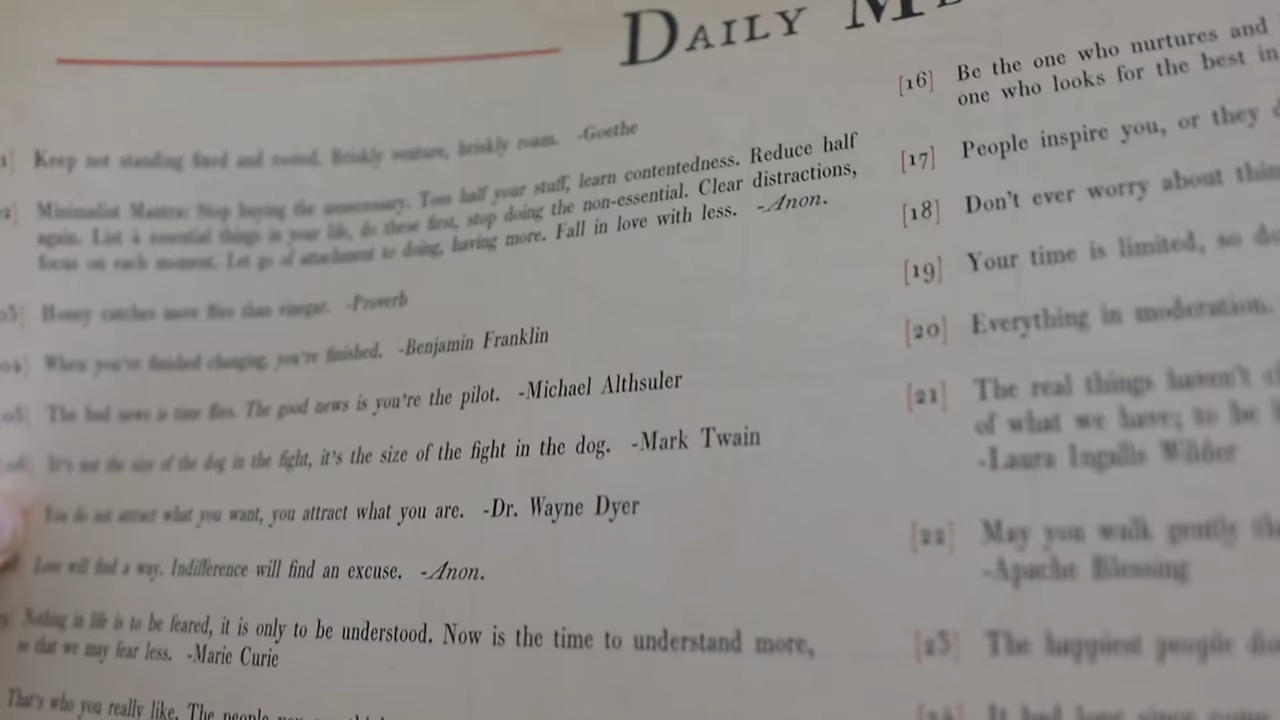 DAILY
1] Keep not standing fixed and rooted. Briskly venture, briskly roam. -Goethe
2] Minimalist Mantra: Stop buying the unnecessary. Toss half your stuff, learn contentedness. Reduce half
again. List 4 essential things in your life, do these first, stop doing the non-essential. Clear distractions,
focus on each moment. Let go of attachment to doing, having more. Fall in love with less. -Anon.
03] Honey catches more flies than vinegar. -Proverb
04] When you're finished changing, you're finished. -Benjamin Franklin
05] The bad news is time flies. The good news is you're the pilot. -Michael Althsuler
It's not the size of the dog in the fight, it's the size of the fight in the dog. -Mark Twain
You do not attract what you want, you attract what you are. -Dr. Wayne Dyer
Love will find a way. Indifference will find an excuse. -Anon.
Nothing in life is to be feared, it is only to be understood. Now is the time to understand more,
so that we may fear less. -Marie Curie
That's who you really like. The people you
[16] Be the one who nurtures and
one who looks for the best in
[17] People inspire you, or they
[18] Don't ever worry about
[19] Your time is limited, so
[20] Everything in moderation.
[21] The real things haven't
of what we have; to be
-Laura Ingalls Wilder
[22] May you walk gently
-Apache Blessing
[23] The happiest people
[24] It had long since come